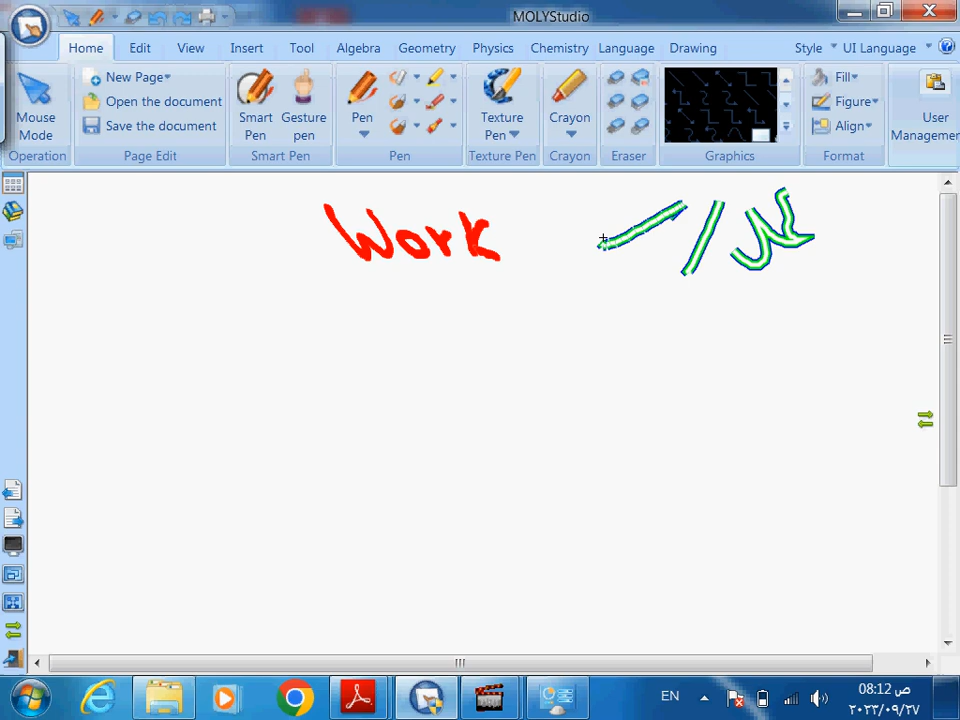 MOLYStudio
Home Edit View Insert Tool Algebra Geometry Physics Chemistry Language Drawing Style UI Language
Mouse Mode
Operation
New Page
Open the document
Save the document
Page Edit
Smart Pen
Gesture pen
Smart Pen
Pen
Pen
Texture Pen
Texture Pen
Crayon
Crayon
Eraser
Graphics
Fill
Figure
Align
Format
User Managemen
Work
EN
08:12 ص
٢٠٢٣/٠٩/٢٧